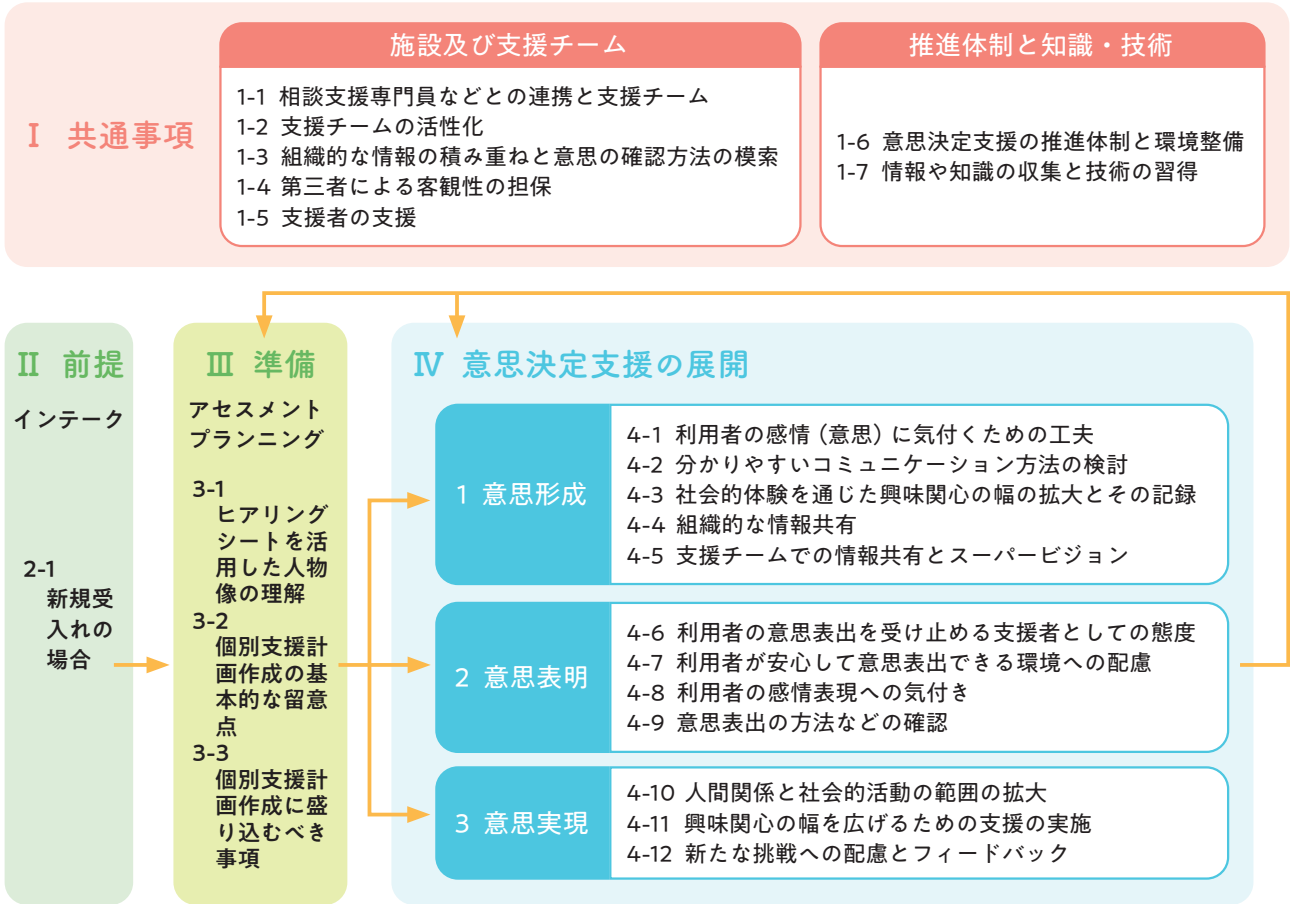 Ⅰ 共通事項
施設及び支援チーム
1-1 相談支援専門員などとの連携と支援チーム
1-2 支援チームの活性化
1-3 組織的な情報の積み重ねと意思の確認方法の模索
1-4 第三者による客観性の担保
1-5 支援者の支援
推進体制と知識・技術
1-6 意思決定支援の推進体制と環境整備
1-7 情報や知識の収集と技術の習得
Ⅱ 前提
インテーク
2-1
新規受
入れの
場合
Ⅲ 準備
アセスメント
プランニング
3-1
ヒアリング
シートを活
用した人物
像の理解
3-2
個別支援計
画作成の基
本的な留意
点
3-3
個別支援計
画作成に盛
り込むべき
事項
Ⅳ 意思決定支援の展開
1 意思形成
4-1 利用者の感情（意思）に気付くための工夫
4-2 分かりやすいコミュニケーション方法の検討
4-3 社会的体験を通じた興味関心の幅の拡大とその記録
4-4 組織的な情報共有
4-5 支援チームでの情報共有とスーパービジョン
2 意思表明
4-6 利用者の意思表出を受け止める支援者としての態度
4-7 利用者が安心して意思表出できる環境への配慮
4-8 利用者の感情表現への気付き
4-9 意思表出の方法などの確認
3 意思実現
4-10 人間関係と社会的活動の範囲の拡大
4-11 興味関心の幅を広げるための支援の実施
4-12 新たな挑戦への配慮とフィードバック